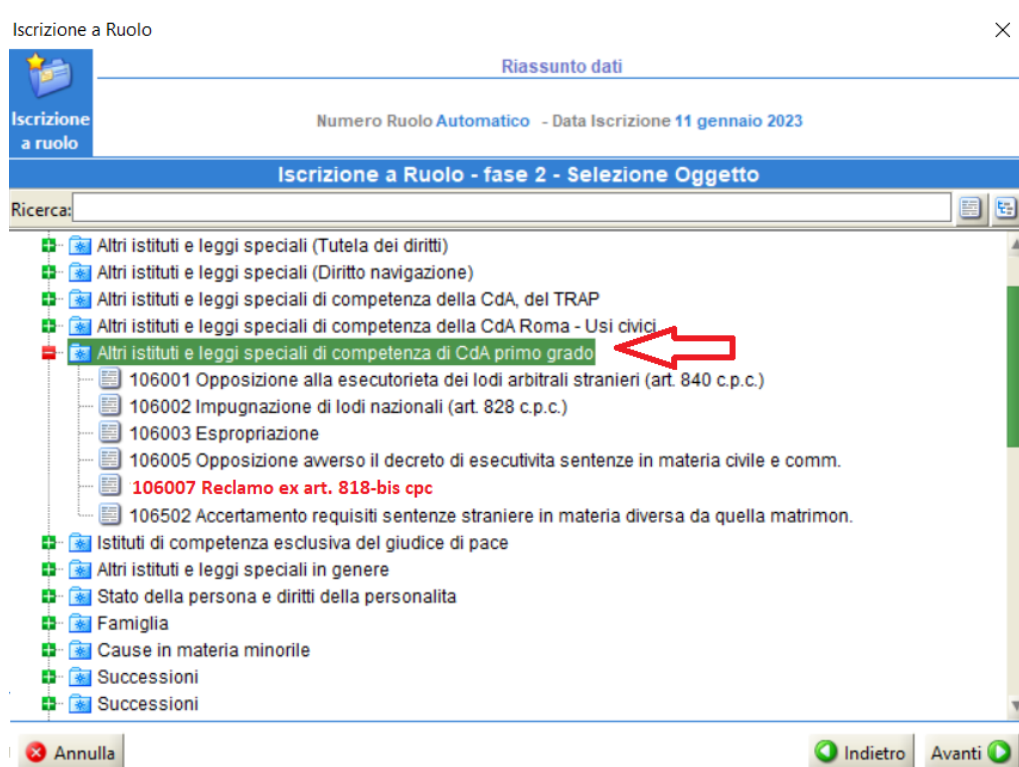 Iscrizione a Ruolo
Riassunto dati
Iscrizione
a ruolo
Numero Ruolo Automatico - Data Iscrizione 11 gennaio 2023
Iscrizione a Ruolo - fase 2 - Selezione Oggetto
Ricerca:
Altri istituti e leggi speciali (Tutela dei diritti)
Altri istituti e leggi speciali (Diritto navigazione)
Altri istituti e leggi speciali di competenza della CdA, del TRAP
Altri istituti e leggi speciali di competenza della CdA Roma - Usi civici
Altri istituti e leggi speciali di competenza di CdA primo grado
106001 Opposizione alla esecutorieta dei lodi arbitrali stranieri (art. 840 c.p.c.)
106002 Impugnazione di lodi nazionali (art. 828 c.p.c.)
106003 Espropriazione
106005 Opposizione avverso il decreto di esecutivita sentenze in materia civile e comm.
106007 Reclamo ex art. 818-bis cpc
106502 Accertamento requisiti sentenze straniere in materia diversa da quella matrimon.
Istituti di competenza esclusiva del giudice di pace
Altri istituti e leggi speciali in genere
Stato della persona e diritti della personalita
Famiglia
Cause in materia minorile
Successioni
Successioni
Annulla
Indietro
Avanti